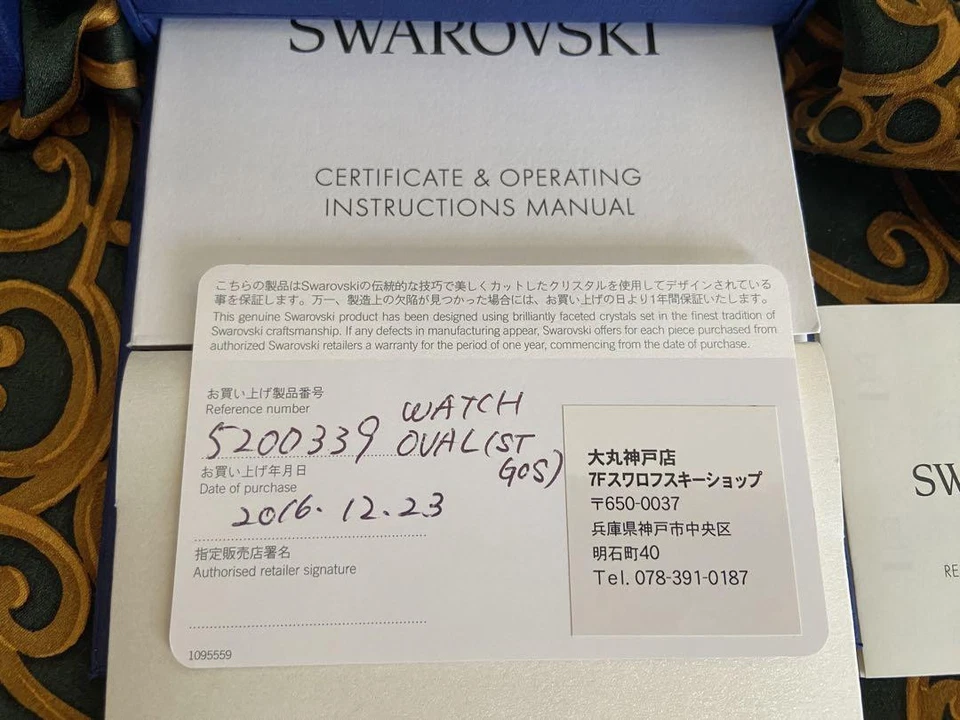 SWAROVSKI
CERTIFICATE & OPERATING
INSTRUCTIONS MANUAL
こちらの製品はSwarovskiの伝統的な技巧で美しくカットしたクリスタルを使用してデザインされている
事を保証します。万一、製造上の欠陥が見つかった場合には、お買い上げの日より1年間保証いたします。
This genuine Swarovski product has been designed using brilliantly faceted crystals set in the finest tradition of
Swarovski craftsmanship. If any defects in manufacturing appear, Swarovski offers for each piece purchased from
authorized Swarovski retailers a warranty for the period of one year, commencing from the date of purchase.
お買い上げ製品番号
Reference number
WATCH
5200339 OVAL(ST
GOS)
お買い上げ年月日
Date of purchase
2016.12.23
指定販売店署名
Authorised retailer signature
1095559
大丸神戸店
7Fスワロフスキーショップ
〒650-0037
兵庫県神戸市中央区
明石町40
Tel. 078-391-0187
SW
RE